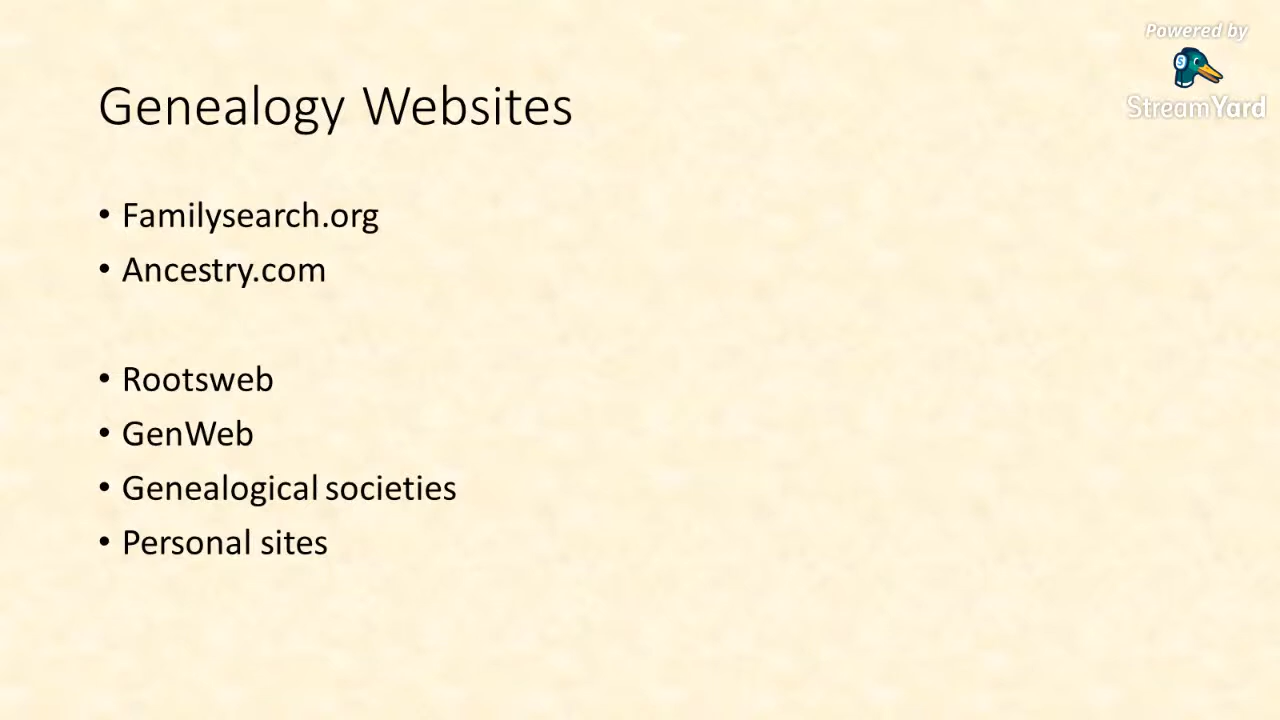 Powered by
StreamYard
Genealogy Websites
• Familysearch.org
• Ancestry.com
• Rootsweb
• GenWeb
• Genealogical societies
• Personal sites